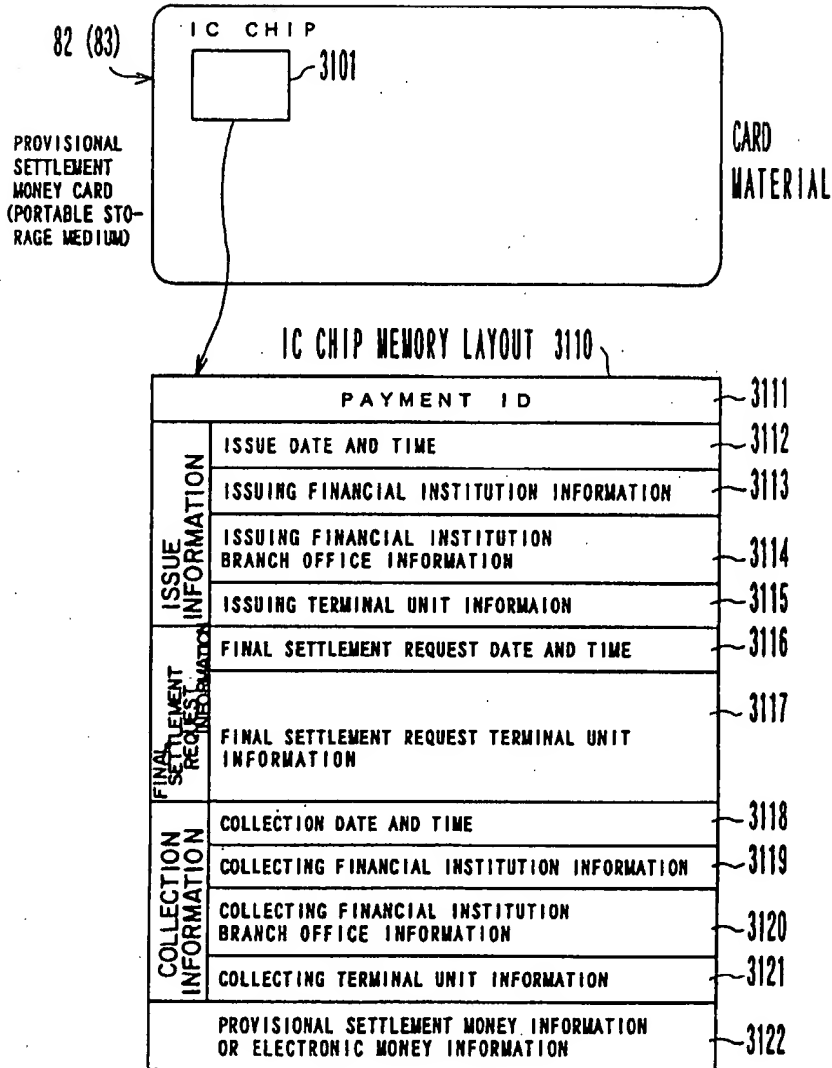 82 (83)
IC CHIP
3101
PROVISIONAL
SETTLEMENT
MONEY CARD
(PORTABLE STO-
RAGE MEDIUM)
CARD
MATERIAL
IC CHIP MEMORY LAYOUT 3110
PAYMENT ID
3111
ISSUE
INFORMATION
ISSUE DATE AND TIME
3112
ISSUING FINANCIAL INSTITUTION INFORMATION
3113
ISSUING FINANCIAL INSTITUTION
BRANCH OFFICE INFORMATION
3114
ISSUING TERMINAL UNIT INFORMAION
3115
FINAL
SETTLEMENT
REQUEST
INFORMATION
FINAL SETTLEMENT REQUEST DATE AND TIME
3116
FINAL SETTLEMENT REQUEST TERMINAL UNIT
INFORMATION
3117
COLLECTION
INFORMATION
COLLECTION DATE AND TIME
3118
COLLECTING FINANCIAL INSTITUTION INFORMATION
3119
COLLECTING FINANCIAL INSTITUTION
BRANCH OFFICE INFORMATION
3120
COLLECTING TERMINAL UNIT INFORMATION
3121
PROVISIONAL SETTLEMENT MONEY INFORMATION
OR ELECTRONIC MONEY INFORMATION
3122